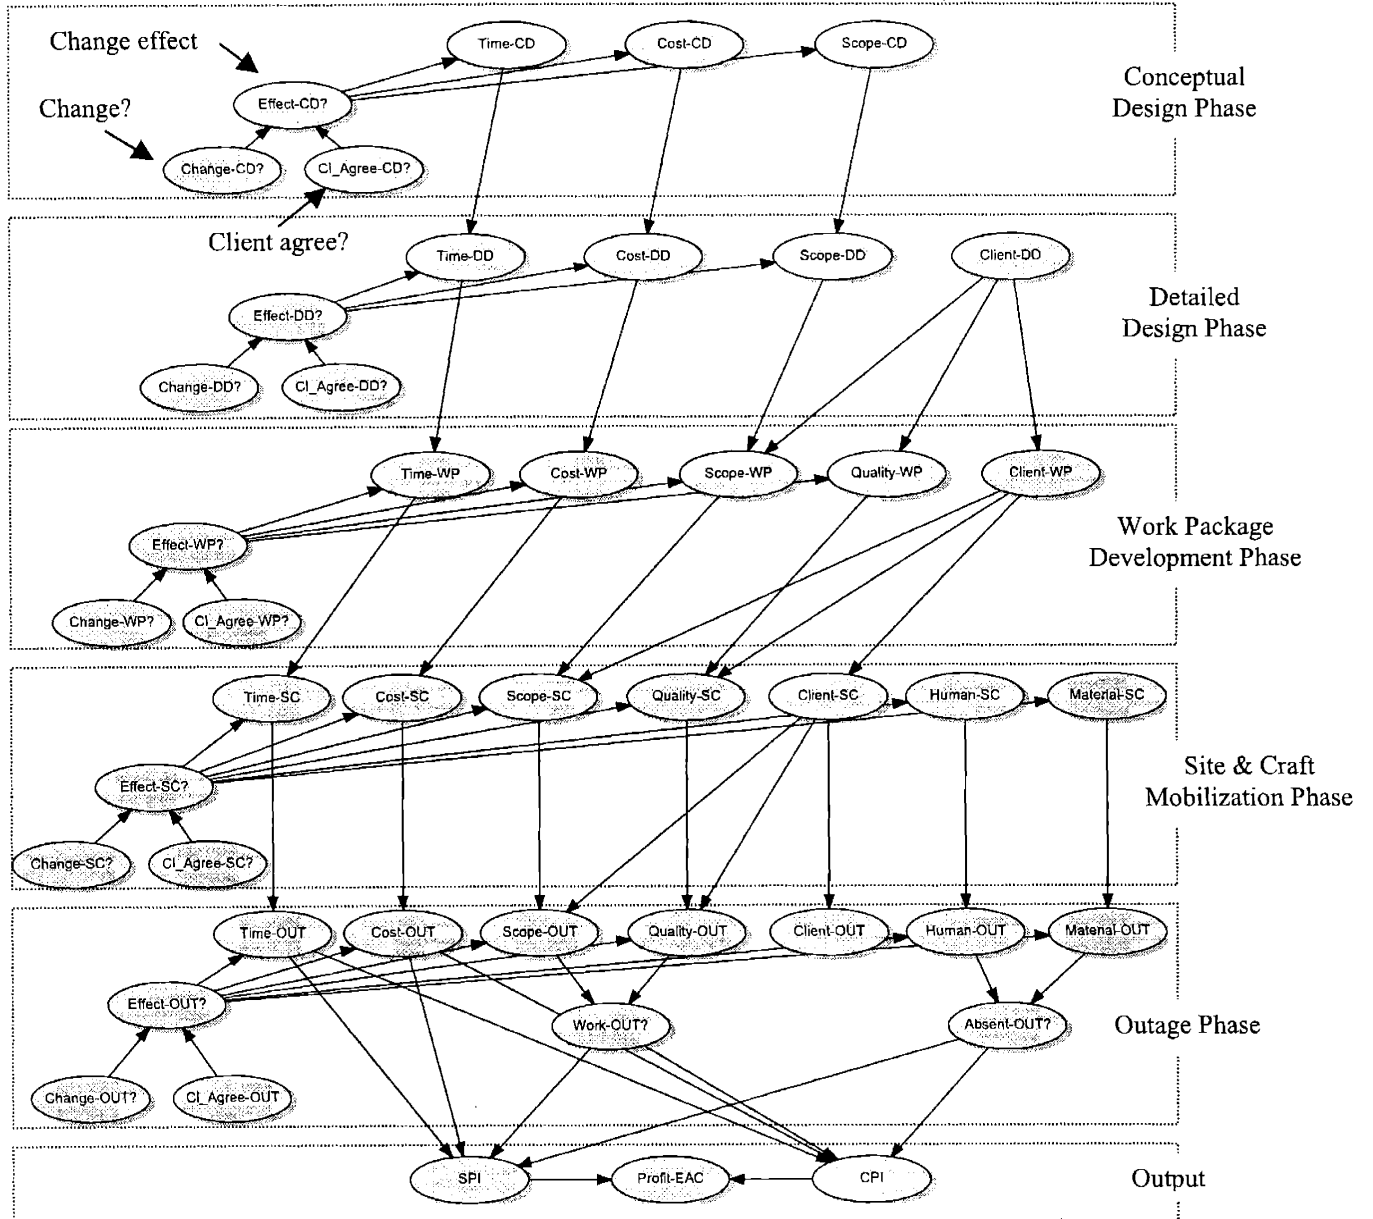 Change effect
Time-CD
Cost-CD
Scope-CD
Conceptual
Design Phase
Change?
Effect-CD?
Change-CD?
Cl_Agree-CD?
Client agree?
Time-DD
Cost-DD
Scope-DD
Client-DD
Detailed
Design Phase
Effect-DD?
Change-DD?
Cl_Agree-DD?
Time-WP
Cost-WP
Scope-WP
Quality-WP
Client-WP
Work Package
Development Phase
Effect-WP?
Change-WP?
Cl_Agree-WP?
Time-SC
Cost-SC
Scope-SC
Quality-SC
Client-SC
Human-SC
Material-SC
Site & Craft
Mobilization Phase
Effect-SC?
Change-SC?
Cl_Agree-SC?
Time-OUT
Cost-OUT
Scope-OUT
Quality-OUT
Client-OUT
Human-OUT
Material-OUT
Effect-OUT?
Work-OUT?
Absent-OUT?
Outage Phase
Change-OUT?
Cl_Agree-OUT
SPI
Profit-EAC
CPI
Output